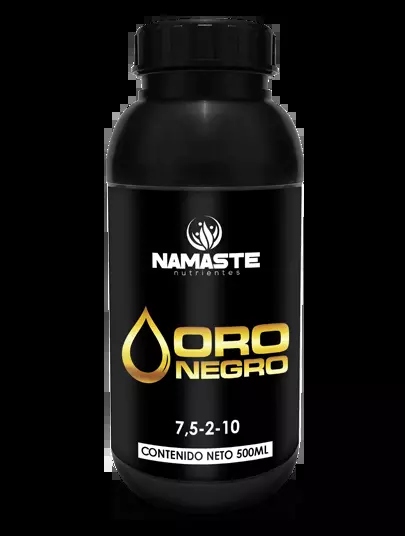 NAMASTE
nutrientes
ORO
NEGRO
7,5-2-10
CONTENIDO NETO 500ML